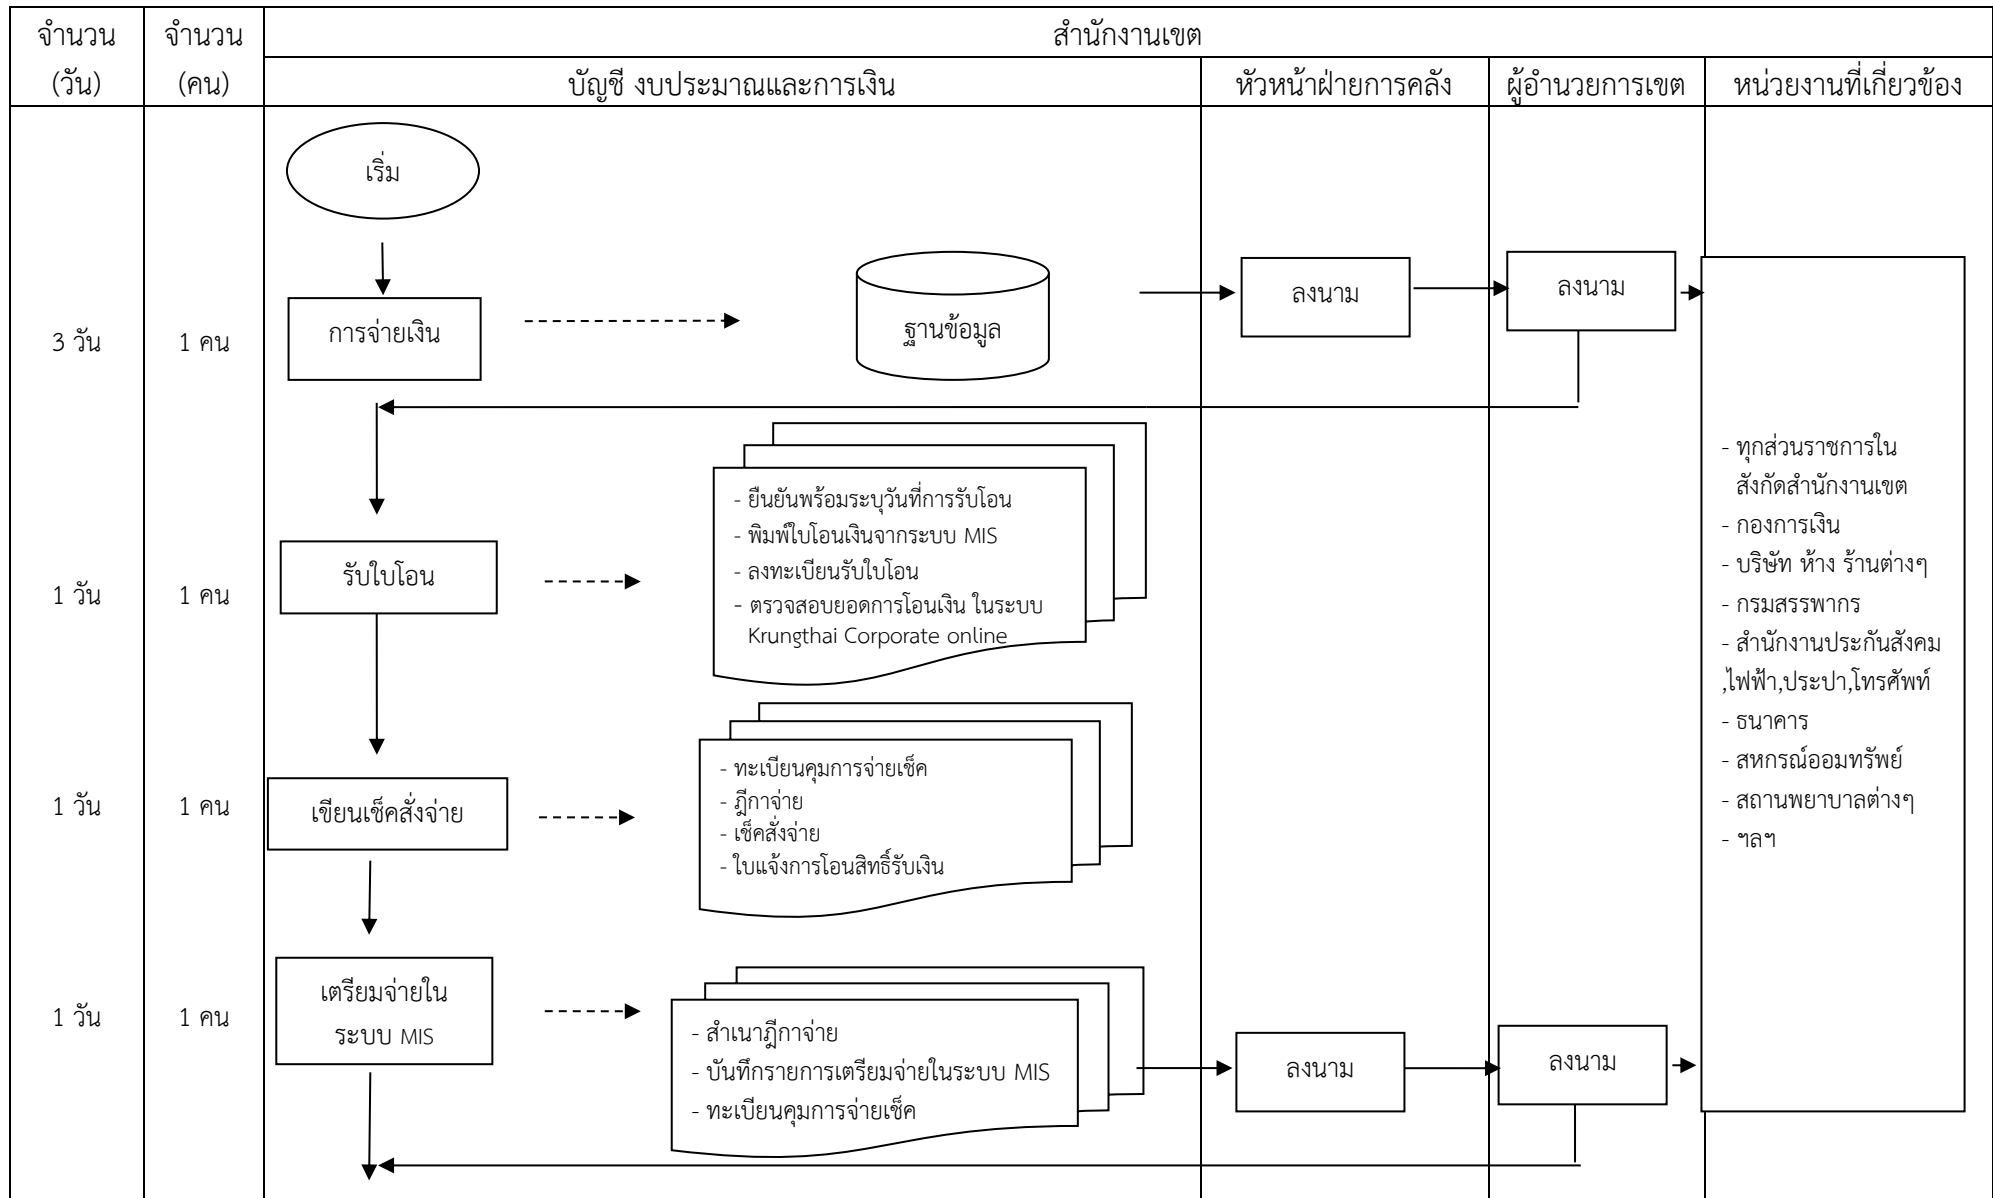 จำนวน
(วัน)
จำนวน
(คน)
สำนักงานเขต
บัญชี งบประมาณและการเงิน
หัวหน้าฝ่ายการคลัง
ผู้อำนวยการเขต
หน่วยงานที่เกี่ยวข้อง
เริ่ม
3 วัน
1 คน
การจ่ายเงิน
ฐานข้อมูล
ลงนาม
ลงนาม
1 วัน
1 คน
รับใบโอน
- ยืนยันพร้อมระบุวันที่การรับโอน
- พิมพ์ใบโอนเงินจากระบบ MIS
- ลงทะเบียนรับใบโอน
- ตรวจสอบยอดการโอนเงิน ในระบบ
Krungthai Corporate online
1 วัน
1 คน
เขียนเช็คสั่งจ่าย
- ทะเบียนคุมการจ่ายเช็ค
- ฎีกาจ่าย
- เช็คสั่งจ่าย
- ใบแจ้งการโอนสิทธิ์รับเงิน
1 วัน
1 คน
เตรียมจ่ายใน
ระบบ MIS
- สำเนาฎีกาจ่าย
- บันทึกรายการเตรียมจ่ายในระบบ MIS
- ทะเบียนคุมการจ่ายเช็ค
ลงนาม
ลงนาม
- ทุกส่วนราชการใน
สังกัดสำนักงานเขต
- กองการเงิน
- บริษัท ห้าง ร้านต่างๆ
- กรมสรรพากร
- สำนักงานประกันสังคม
,ไฟฟ้า,ประปา,โทรศัพท์
- ธนาคาร
- สหกรณ์ออมทรัพย์
- สถานพยาบาลต่างๆ
- ฯลฯ